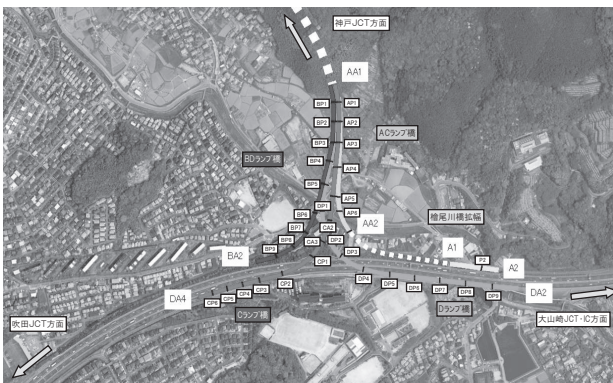 神戸JCT方面
AA1
BP1 AP1
BP2 AP2
ACランプ橋
BP3 AP3
BDランプ橋
BP4 AP4
BP5 AP5
DP1
BP6 AP6
檜尾川橋拡幅
BP7 CA2 AA2
BP8 CA3 DP2
A1
BP9 DP3
BA2 CP1 P2 A2
DA4
CP2 DP4 DP5 DP6 DP7 DP8 DP9 DA2
CP6 CP5 CP4 CP3
吹田JCT方面
Cランプ橋
Dランプ橋
大山崎JCT・IC方面